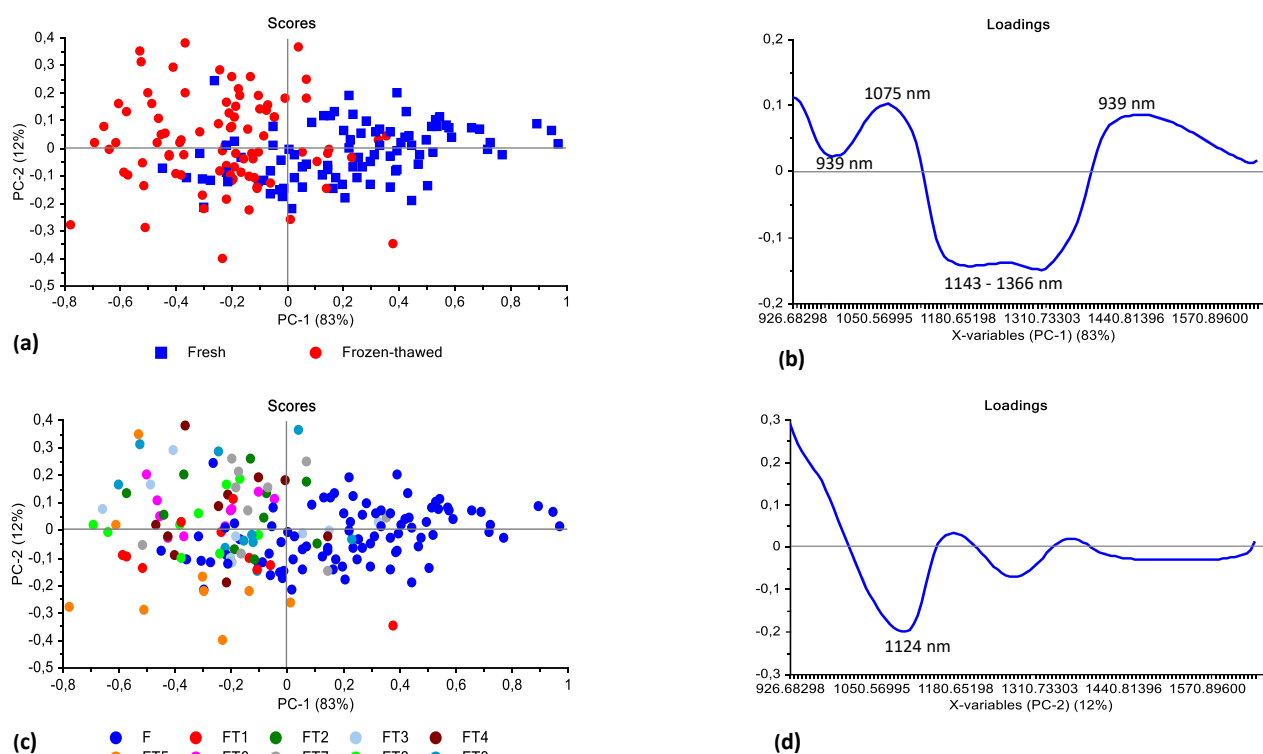 Scores
0,4
0,3
0,2
0,1
0
-0,1
-0,2
-0,3
-0,4
-0,5
PC-2 (12%)
-0,8 -0,6 -0,4 -0,2 0 0,2 0,4 0,6 0,8 1
PC-1 (83%)
(a)
Fresh Frozen-thawed
Loadings
0,2
0,1
0
-0,1
-0,2
1075 nm
939 nm
939 nm
1143 - 1366 nm
926.68298 1050.56995 1180.65198 1310.73303 1440.81396 1570.89600
X-variables (PC-1) (83%)
(b)
Scores
0,4
0,3
0,2
0,1
0
-0,1
-0,2
-0,3
-0,4
-0,5
PC-2 (12%)
-0,8 -0,6 -0,4 -0,2 0 0,2 0,4 0,6 0,8 1
PC-1 (83%)
(c)
F FT1 FT2 FT3 FT4
Loadings
0,3
0,2
0,1
0
-0,1
-0,2
-0,3
1124 nm
926.68298 1050.56995 1180.65198 1310.73303 1440.81396 1570.89600
X-variables (PC-2) (12%)
(d)